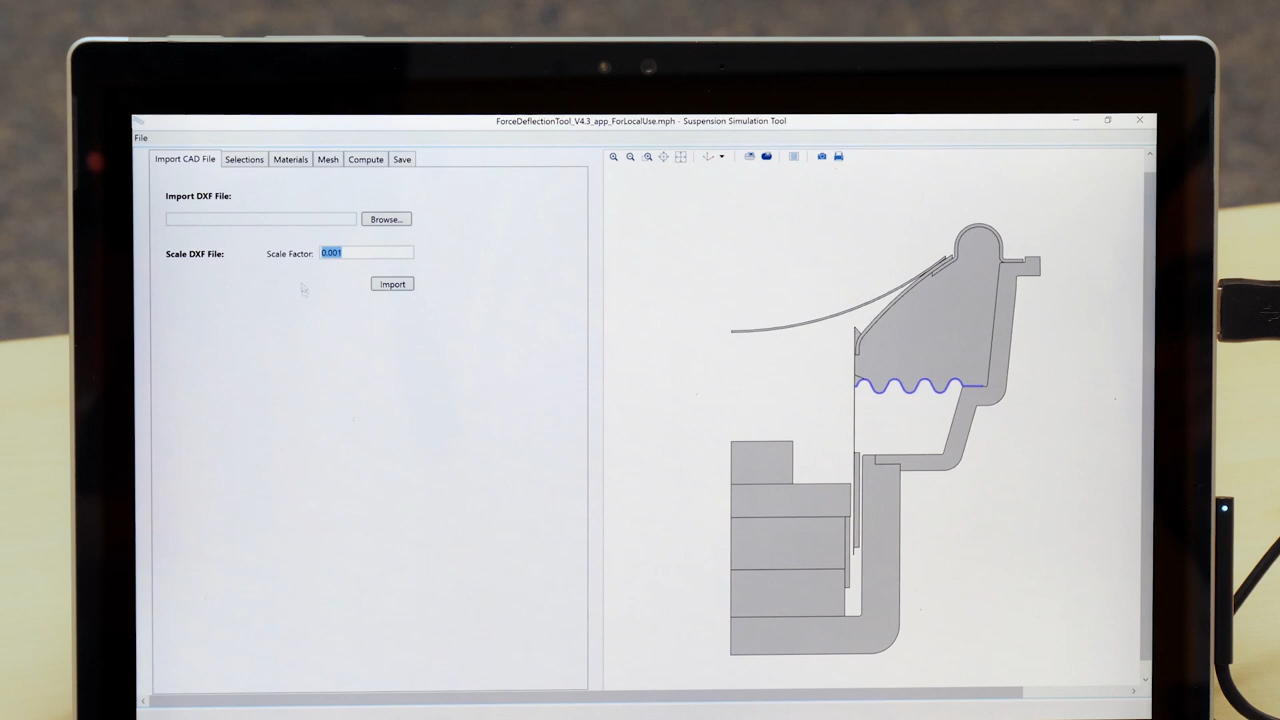 ForceDeflectionTool_V4.3_app_ForLocalUse.mph - Suspension Simulation Tool
File
Import CAD File Selections Materials Mesh Compute Save
Import DXF File:
Browse...
Scale DXF File: Scale Factor: 0.001
Import